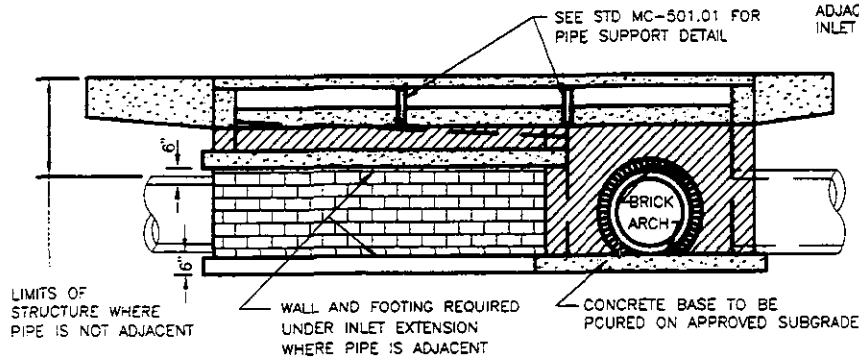 SEE STD MC-501.01 FOR
PIPE SUPPORT DETAIL
ADJAC
INLET
6"
BRICK
ARCH
6"
LIMITS OF
STRUCTURE WHERE
PIPE IS NOT ADJACENT
WALL AND FOOTING REQUIRED
UNDER INLET EXTENSION
WHERE PIPE IS ADJACENT
CONCRETE BASE TO BE
POURED ON APPROVED SUBGRADE